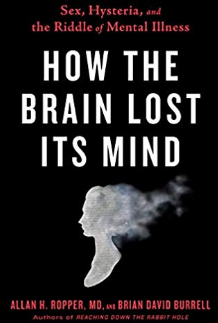 Sex, Hysteria, and
the Riddle of Mental Illness
HOW THE
BRAIN LOST
ITS MIND
ALLAN H. ROPPER, MD, AND BRIAN DAVID BURRELL
Authors of REACHING DOWN THE RABBIT HOLE